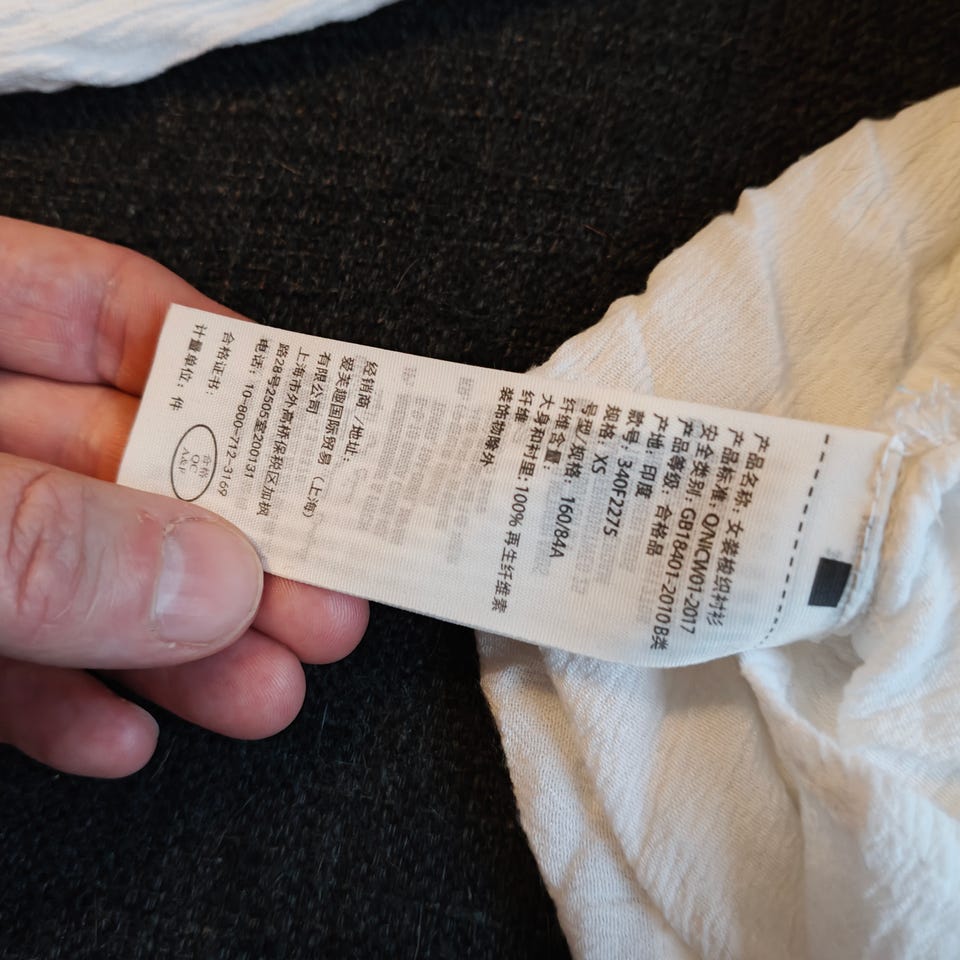 产品名称: 女装梭织衬衫
产品标准: Q/NICW01-2017
安全类别: GB18401-2010 B类
产品等级: 合格品
产地: 印度
款号: 340F2275
规格: XS
号型/规格: 160/84A
纤维含量:
大身和衬里: 100% 再生纤维素
纤维
装饰物除外
经销商/地址:
爱芙趣国际贸易（上海）
有限公司
上海市外高桥保税区加枫
路28号2505室200131
电话: 10-800-712-3169
合格证书:
合格
QC
A&F
计量单位: 件